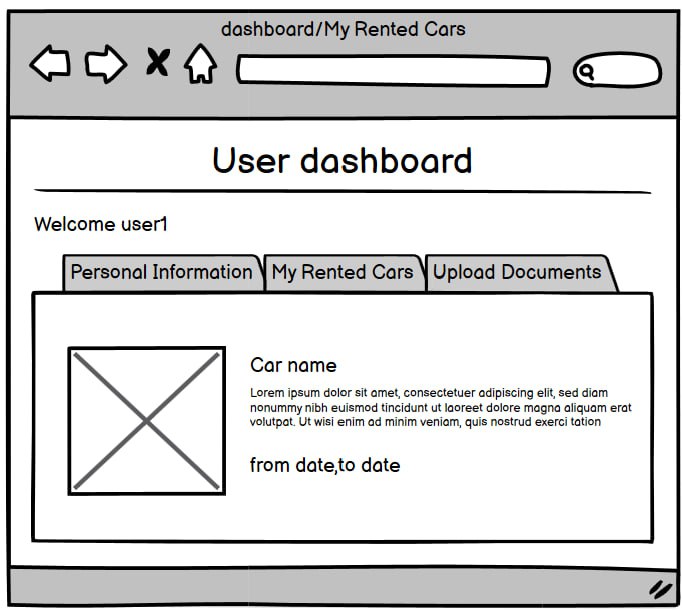 dashboard/My Rented Cars
User dashboard
Welcome user1
Personal Information My Rented Cars Upload Documents
Car name
Lorem ipsum dolor sit amet, consectetuer adipiscing elit, sed diam
nonummy nibh euismod tincidunt ut laoreet dolore magna aliquam erat
volutpat. Ut wisi enim ad minim veniam, quis nostrud exerci tation
from date,to date